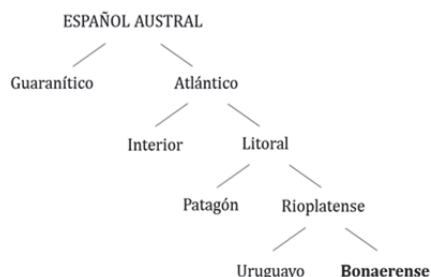 ESPAÑOL AUSTRAL
Guaranítico Atlántico
Interior Litoral
Patagón Rioplatense
Uruguayo Bonaerense